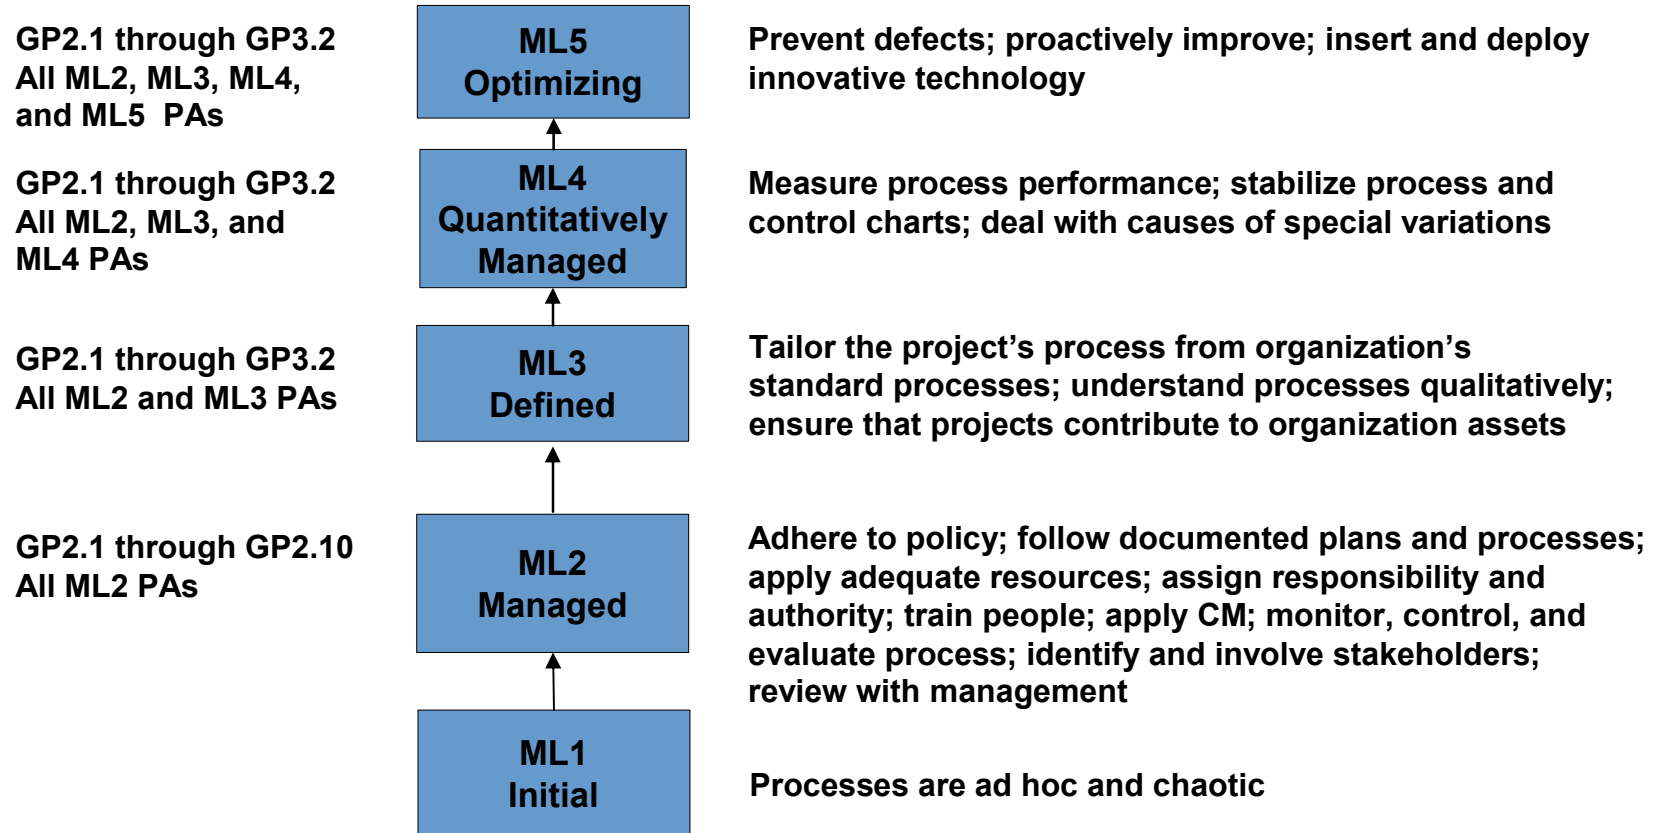 GP2.1 through GP3.2
All ML2, ML3, ML4,
and ML5 PAs
ML5
Optimizing
Prevent defects; proactively improve; insert and deploy
innovative technology
GP2.1 through GP3.2
All ML2, ML3, and
ML4 PAs
ML4
Quantitatively
Managed
Measure process performance; stabilize process and
control charts; deal with causes of special variations
GP2.1 through GP3.2
All ML2 and ML3 PAs
ML3
Defined
Tailor the project’s process from organization’s
standard processes; understand processes qualitatively;
ensure that projects contribute to organization assets
GP2.1 through GP2.10
All ML2 PAs
ML2
Managed
Adhere to policy; follow documented plans and processes;
apply adequate resources; assign responsibility and
authority; train people; apply CM; monitor, control, and
evaluate process; identify and involve stakeholders;
review with management
ML1
Initial
Processes are ad hoc and chaotic